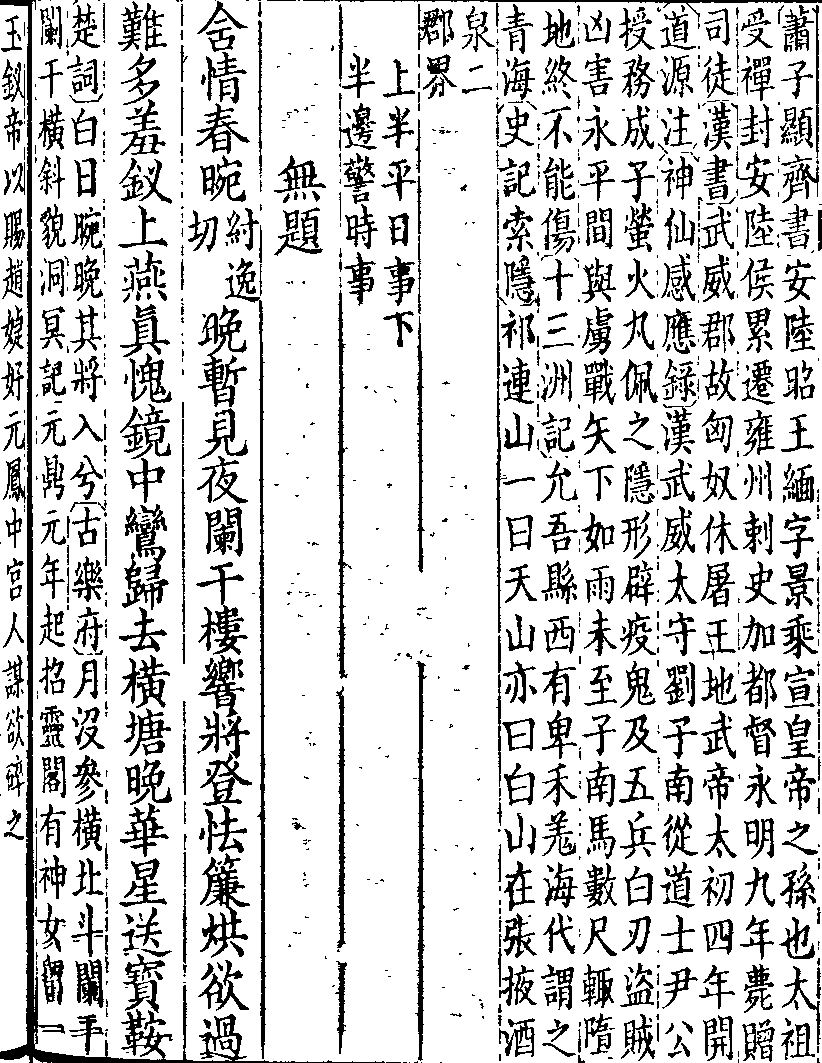 蕭子顯齊書安陸昭王緬字景乘宣皇帝之孫也太祖
受禪封安陸侯累遷雍州刺史加都督永明九年薨贈
司徒漢書武威郡故匈奴休屠王地武帝太初四年開
道源注神仙感應錄漢武威太守劉子南從道士尹公
授務成子螢火丸佩之隱形辟疫鬼及五兵白刃盜賊
凶害永平間與虜戰矢下如雨未至子南馬數尺輒墮
地終不能傷十三洲記允吾縣西有卑禾羌海代謂之
青海史記索隱祁連山一曰天山亦曰白山在張掖酒
泉二
郡界
上半平日事下
半邊警時事
無題
含情春晼紆逸切晚暫見夜闌干樓響將登怯簾烘欲過
難多羞釵上燕真愧鏡中鸞歸去橫塘晚華星送寶鞍
楚詞白日晼晚其將入兮古樂府月沒參橫北斗闌干
闌干橫斜貌洞冥記元鼎元年起招靈閣有神女留一
玉釵帝以賜趙婕妤元鳳中宮人謀欲碎之